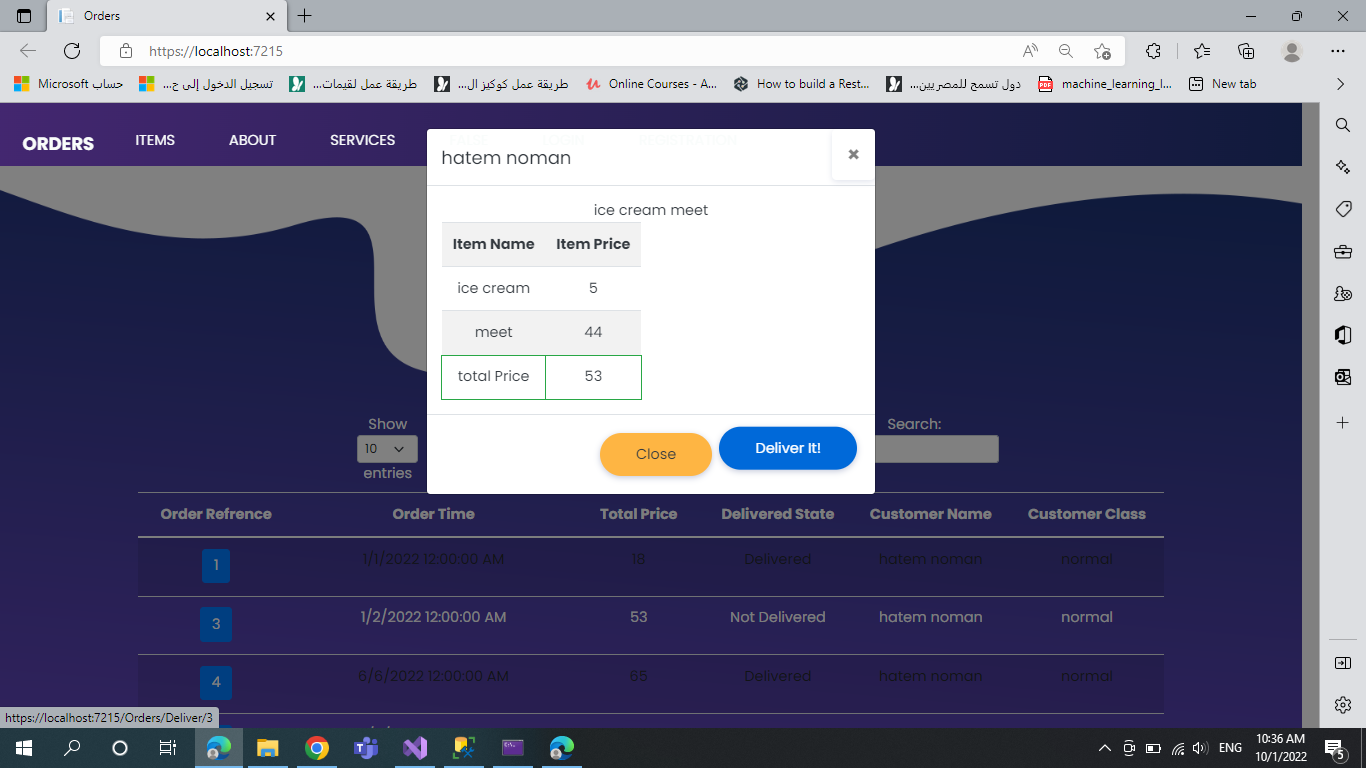 Orders
https://localhost:7215
Microsoft حساب
تسجيل الدخول إلى ح...
طريقة عمل لقيمات...
طريقة عمل كوكيز ال...
Online Courses - A...
How to build a Rest...
دول تسمح للمصريين...
machine_learning_l...
New tab
ORDERS
ITEMS
ABOUT
SERVICES
hatem noman
ice cream meet
Item Name Item Price
ice cream 5
meet 44
total Price 53
Close
Deliver It!
Show
10
entries
Search:
Order Refrence Order Time Total Price Delivered State Customer Name Customer Class
1 1/1/2022 12:00:00 AM 18 Delivered hatem noman normal
3 1/2/2022 12:00:00 AM 53 Not Delivered hatem noman normal
4 6/6/2022 12:00:00 AM 65 Delivered hatem noman normal
https://localhost:7215/Orders/Deliver/3
ENG
10:36 AM
10/1/2022
5